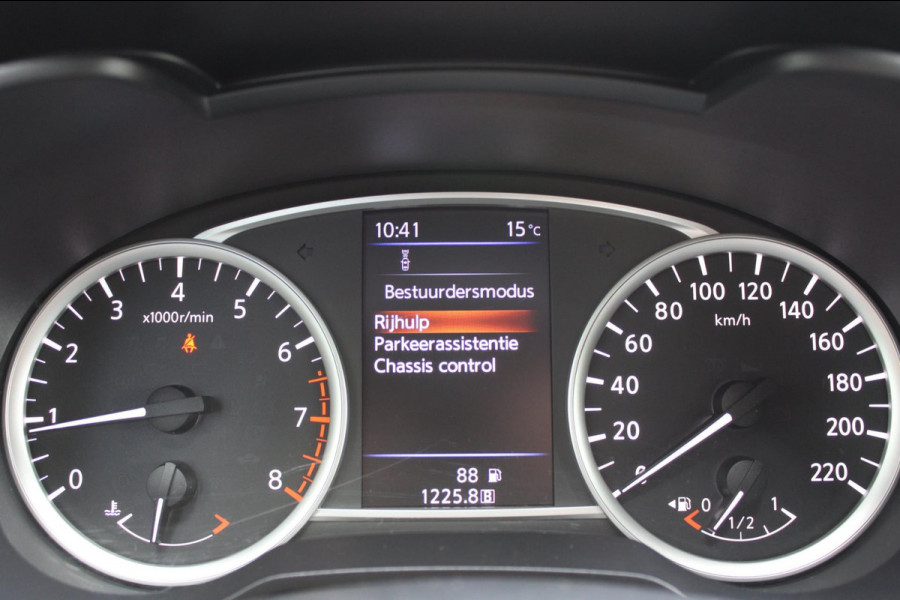 10:41 15°C
Bestuurdersmodus
Rijhulp
Parkeerassistentie
Chassis control
88
1225.8 B
0 1 2 3 4 5 6 7 8
x1000r/min
0 20 40 60 80 100 120 140 160 180 200 220
km/h
0 1/2 1